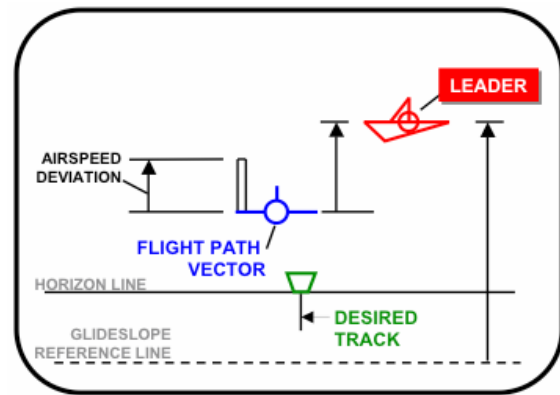 LEADER
AIRSPEED
DEVIATION
FLIGHT PATH
VECTOR
HORIZON LINE
GLIDESLOPE
REFERENCE LINE
DESIRED
TRACK